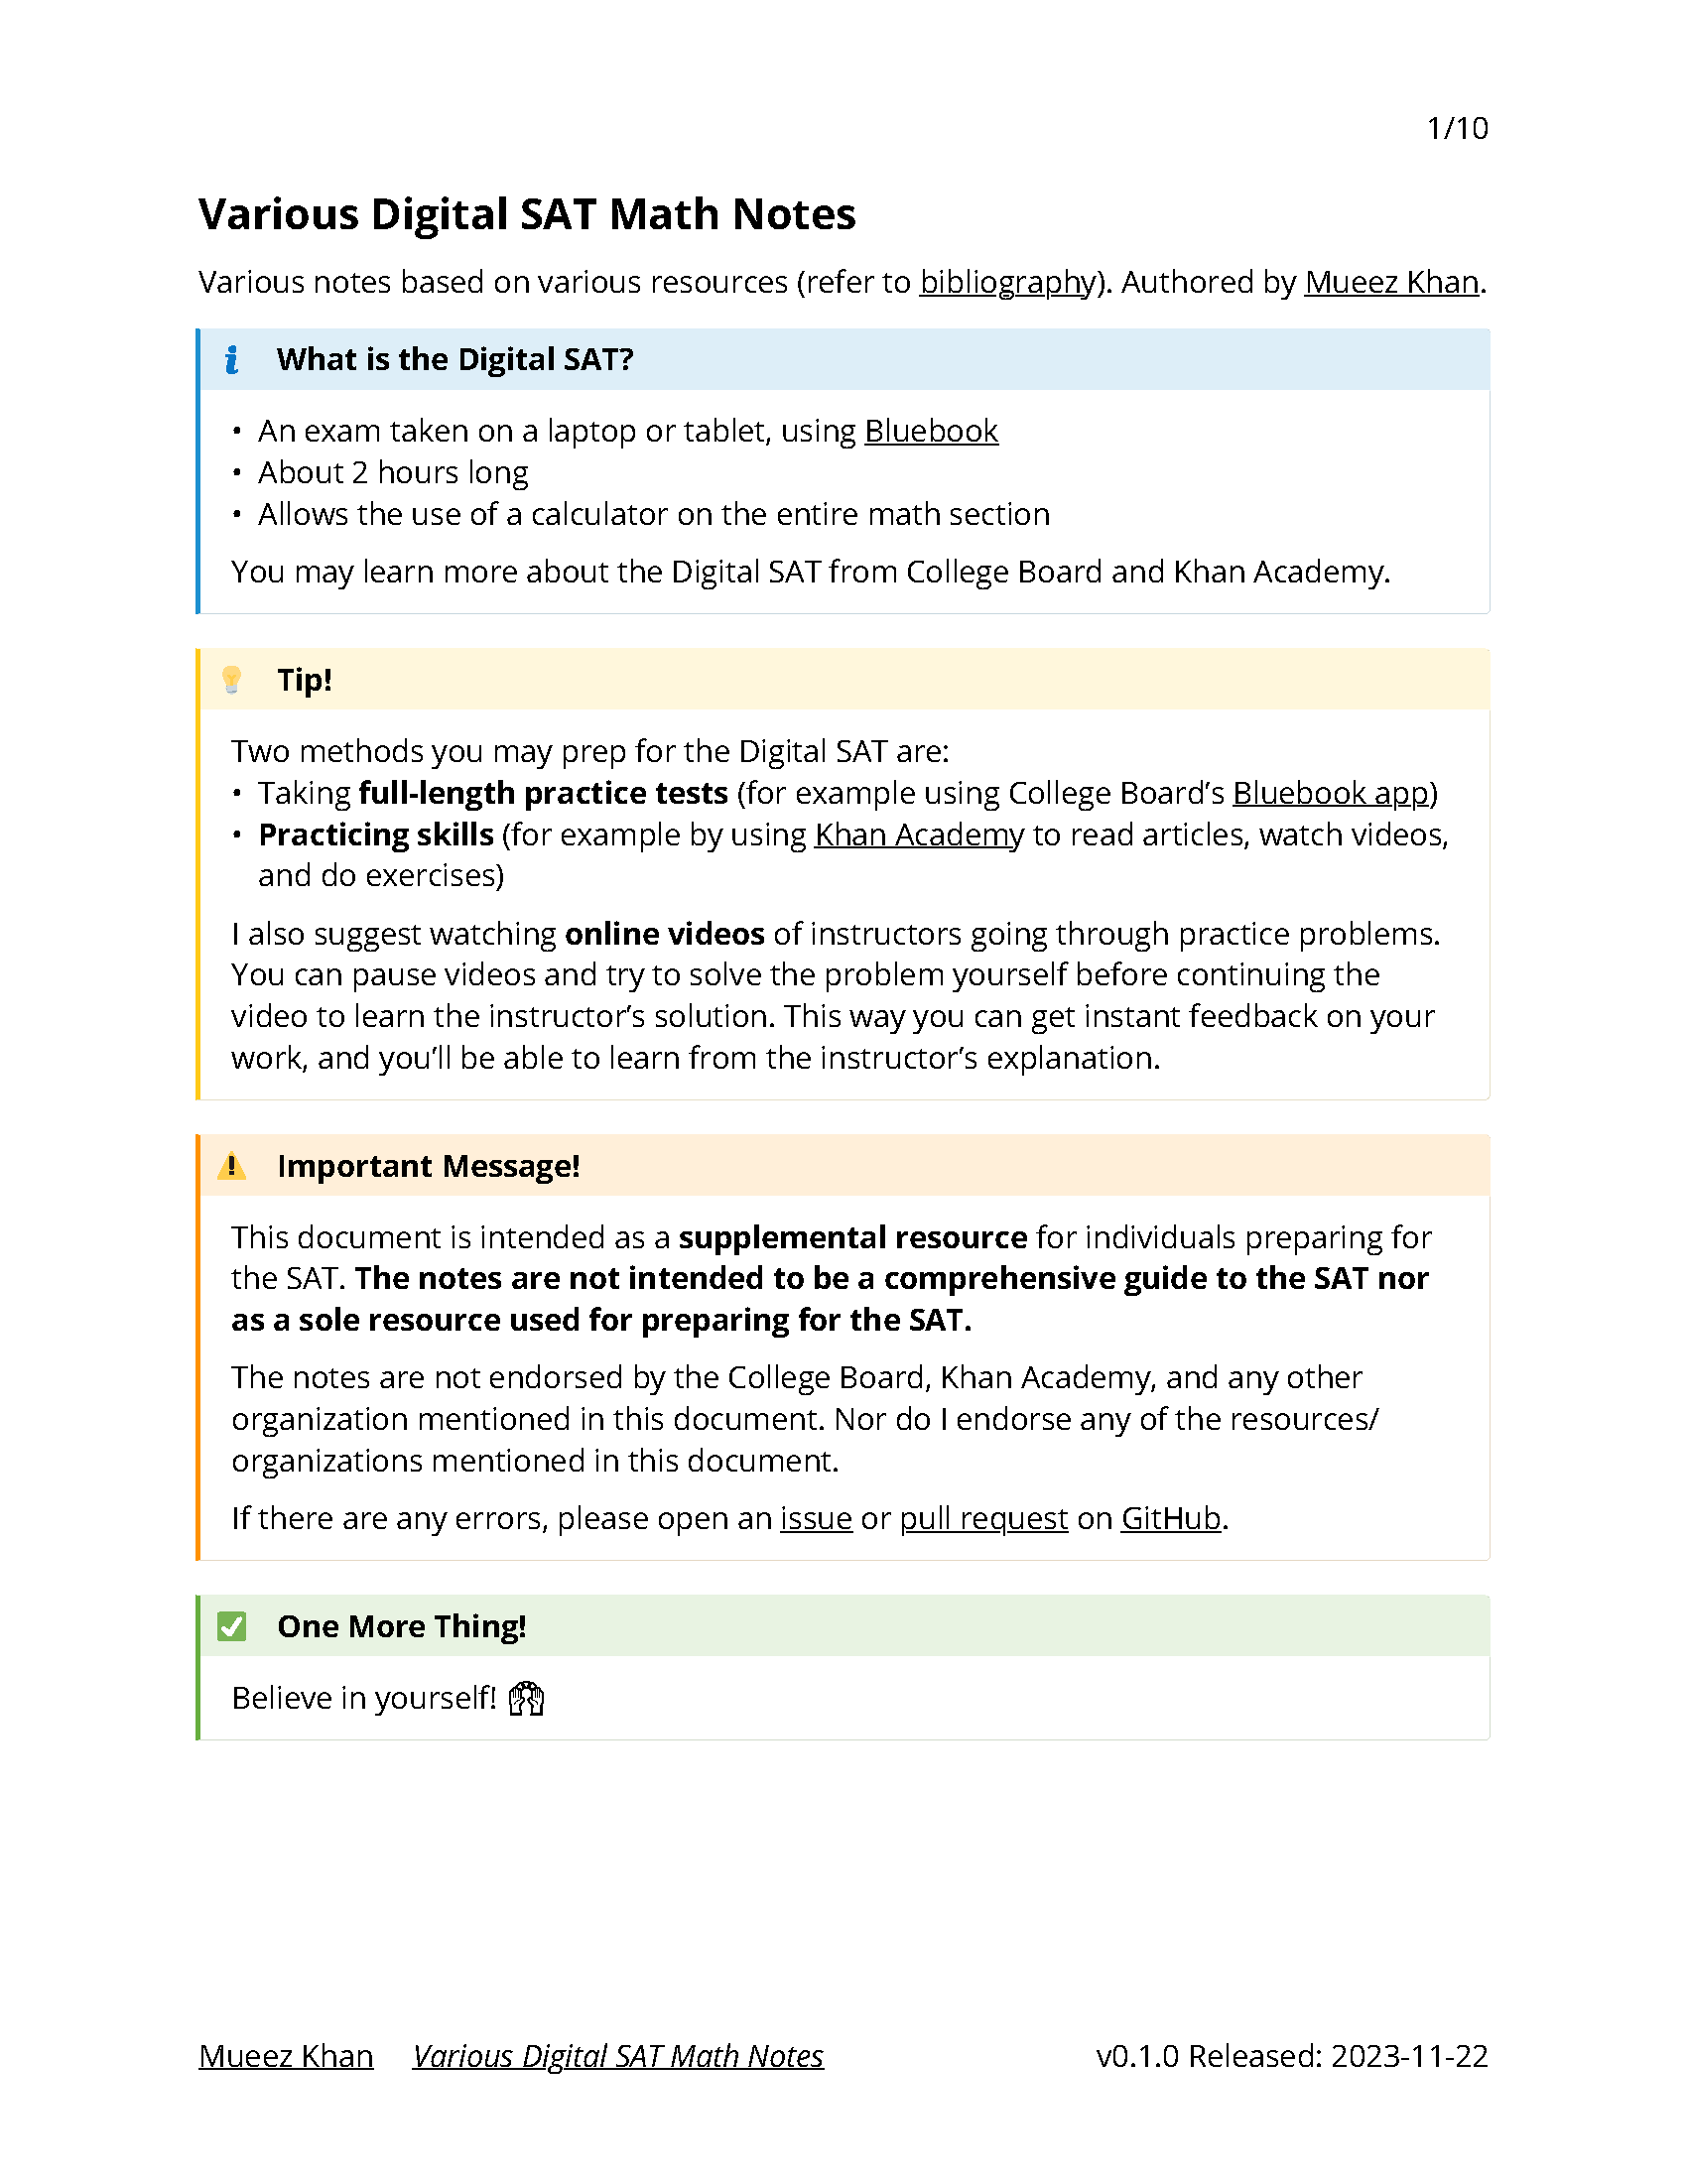 1/10
Various Digital SAT Math Notes
Various notes based on various resources (refer to bibliography). Authored by Mueez Khan.
What is the Digital SAT?
• An exam taken on a laptop or tablet, using Bluebook
• About 2 hours long
• Allows the use of a calculator on the entire math section
You may learn more about the Digital SAT from College Board and Khan Academy.
Tip!
Two methods you may prep for the Digital SAT are:
• Taking full-length practice tests (for example using College Board’s Bluebook app)
• Practicing skills (for example by using Khan Academy to read articles, watch videos,
and do exercises)
I also suggest watching online videos of instructors going through practice problems.
You can pause videos and try to solve the problem yourself before continuing the
video to learn the instructor’s solution. This way you can get instant feedback on your
work, and you’ll be able to learn from the instructor’s explanation.
Important Message!
This document is intended as a supplemental resource for individuals preparing for
the SAT. The notes are not intended to be a comprehensive guide to the SAT nor
as a sole resource used for preparing for the SAT.
The notes are not endorsed by the College Board, Khan Academy, and any other
organization mentioned in this document. Nor do I endorse any of the resources/
organizations mentioned in this document.
If there are any errors, please open an issue or pull request on GitHub.
One More Thing!
Believe in yourself! 🙌
Mueez Khan Various Digital SAT Math Notes v0.1.0 Released: 2023-11-22